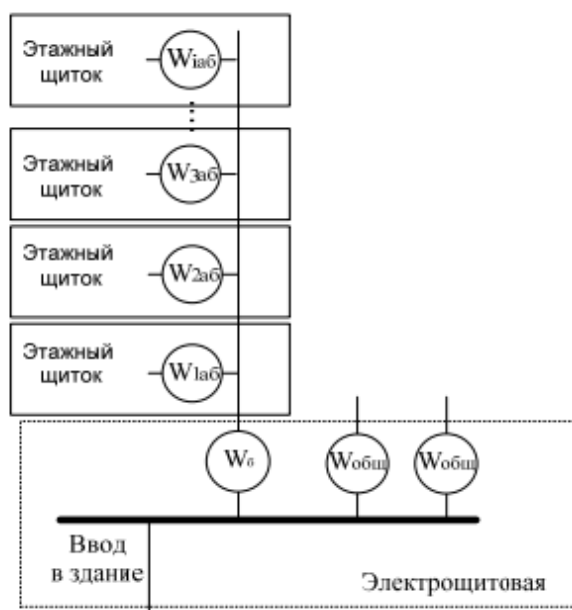 Этажный
щиток
Wiаб
Этажный
щиток
W3аб
Этажный
щиток
W2аб
Этажный
щиток
W1аб
Wб
Wобщ
Wобщ
Ввод
в здание
Электрощитовая